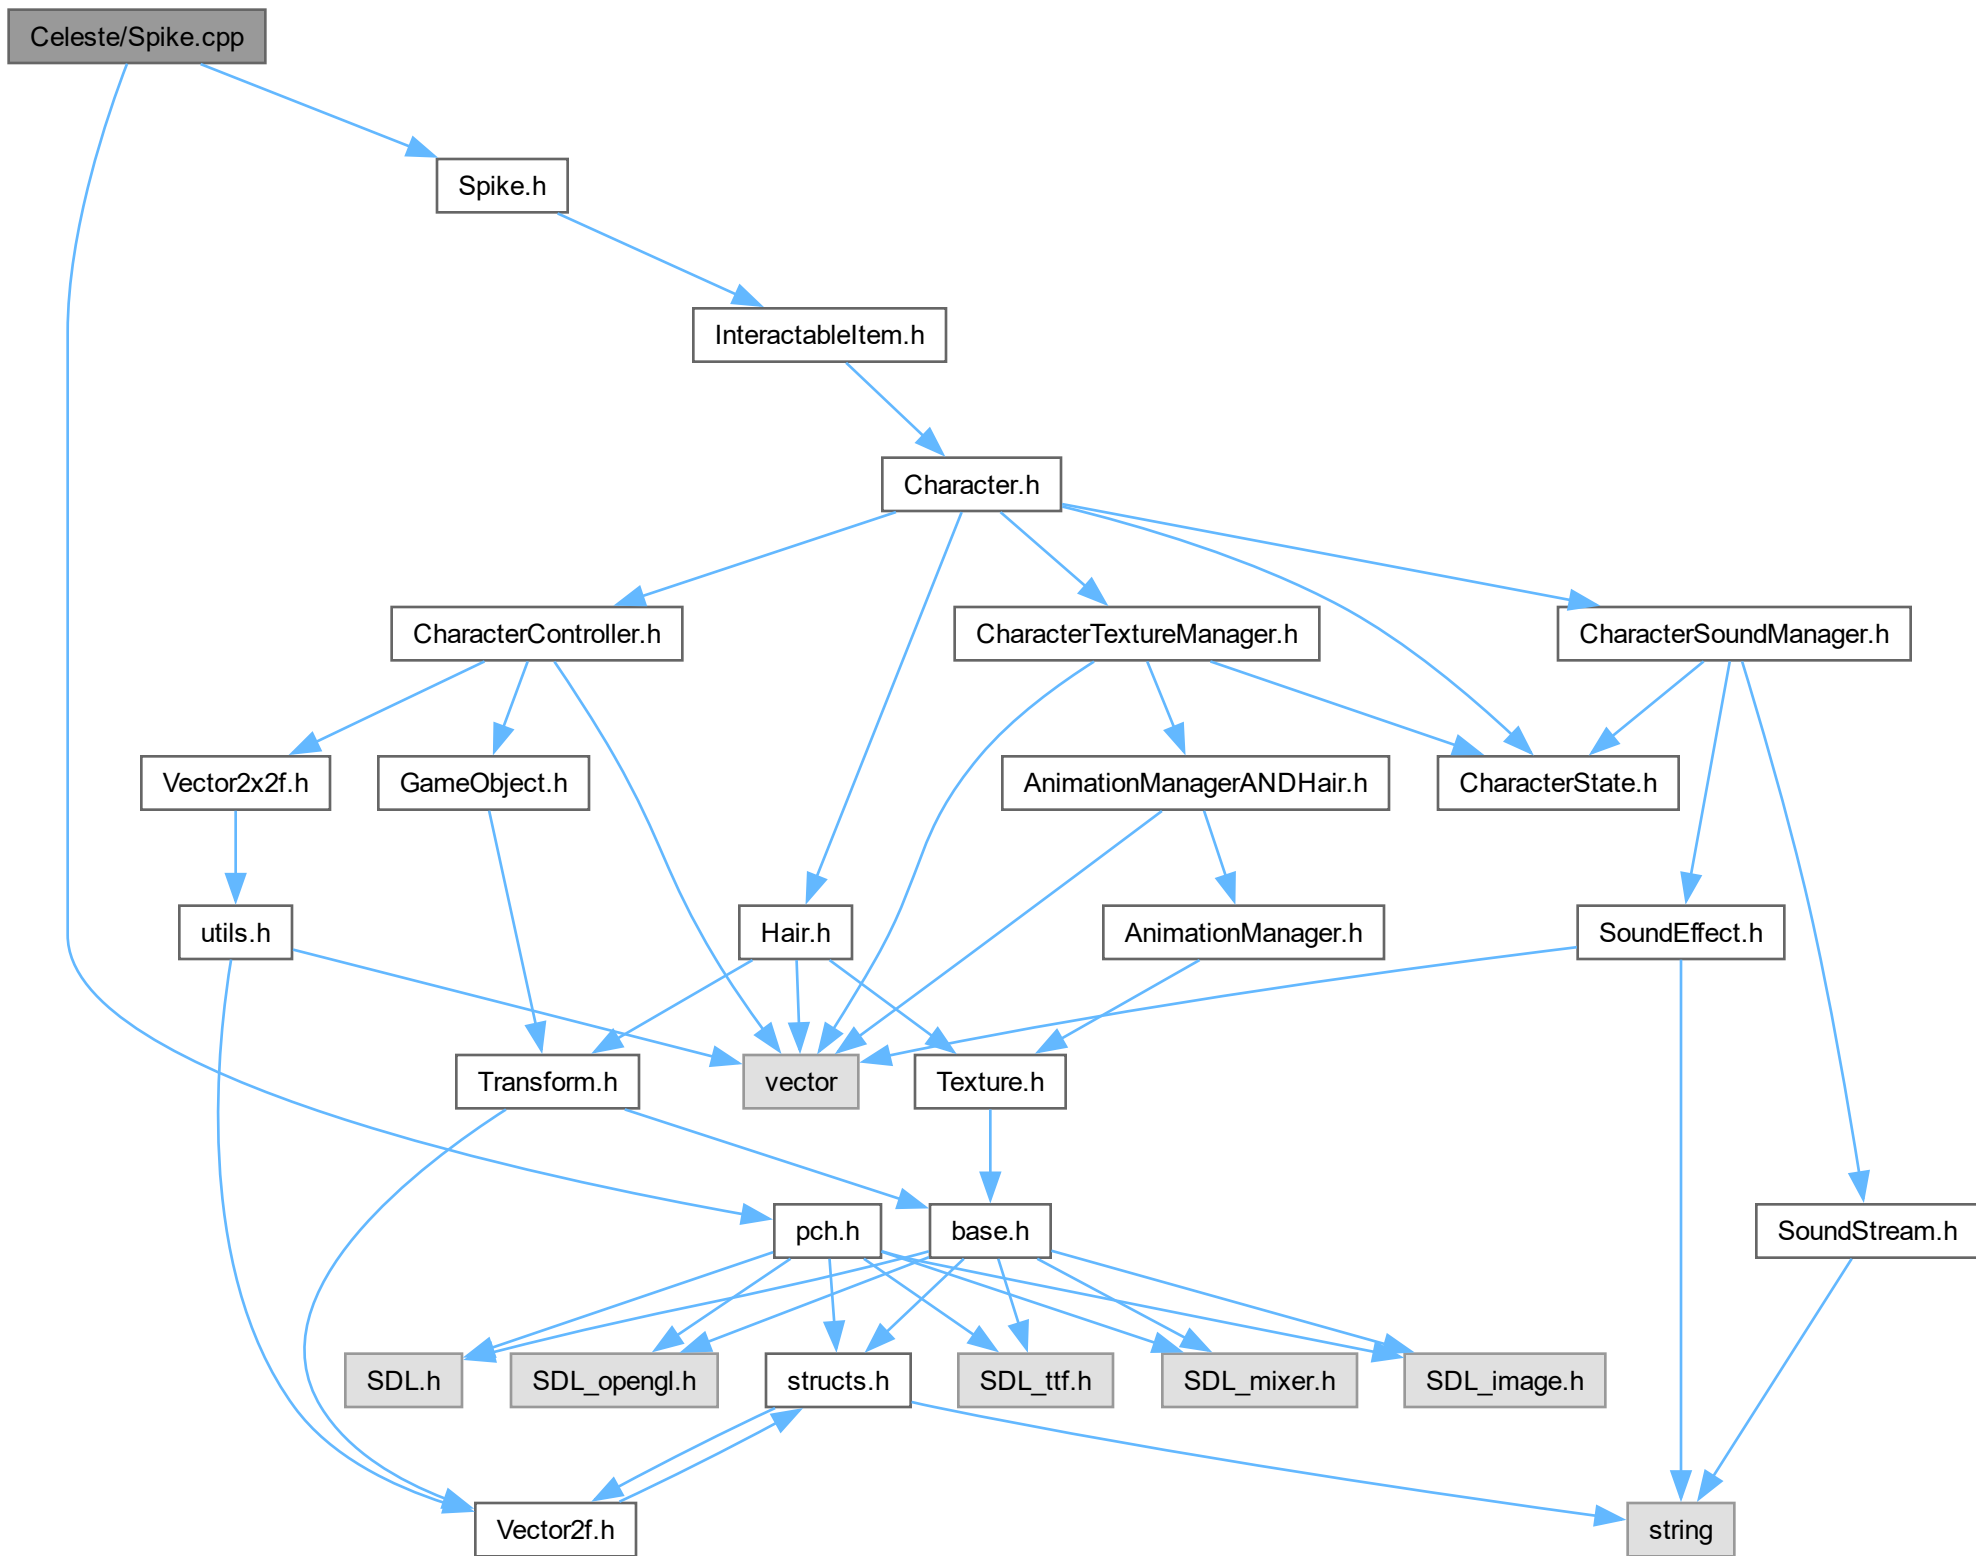 Celeste/Spike.cpp
Spike.h
InteractableItem.h
Character.h
CharacterController.h
CharacterTextureManager.h
CharacterSoundManager.h
Vector2x2f.h
GameObject.h
AnimationManagerANDHair.h
CharacterState.h
utils.h
Hair.h
AnimationManager.h
SoundEffect.h
Transform.h
vector
Texture.h
pch.h
base.h
SoundStream.h
SDL.h
SDL_opengl.h
structs.h
SDL_ttf.h
SDL_mixer.h
SDL_image.h
Vector2f.h
string